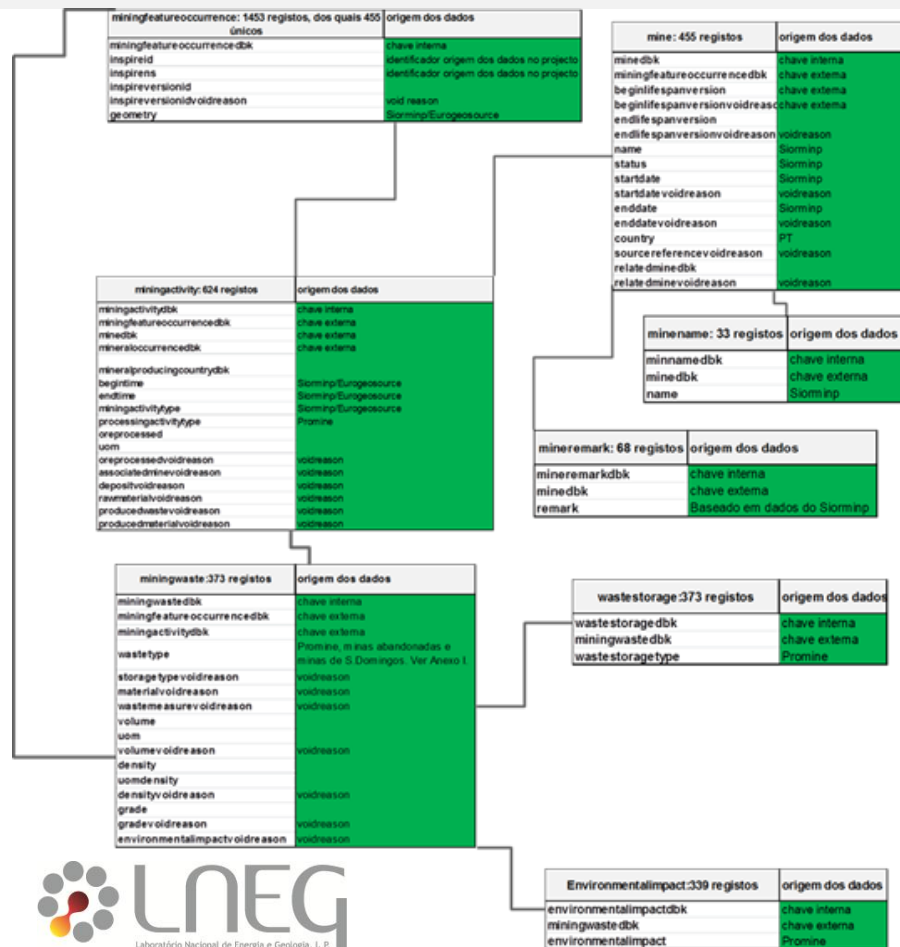 miningfeatureoccurrence: 1453 registos, dos quais 455 únicos | origem dos dados
miningfeatureoccurrencedbk | chave interna
inspireid | identificador origem dos dados no projecto
inspirens | identificador origem dos dados no projecto
inspireversionid
inspireversionidvoidreason | void reason
geometry | Siorminp/Eurogeosource
mine: 455 registos | origem dos dados
minedbk | chave interna
miningfeatureoccurrencedbk | chave externa
beginlifespanversion | chave externa
beginlifespanversionvoidreasc | chave externa
endlifespanversion
endlifespanversionvoidreason | voidreason
name | Siorminp
status | Siorminp
startdate | Siorminp
startdatevoidreason | voidreason
enddate | Siorminp
enddatevoidreason | voidreason
country | PT
sourcereferencevoidreason | voidreason
relatedminedbk
relatedminevoidreason | voidreason
miningactivity: 624 registos | origem dos dados
miningactivitydbk | chave interna
miningfeatureoccurrencedbk | chave externa
minedbk | chave externa
mineraloccurrencedbk | chave externa
mineralproducingcountrydbk
begintime | Siorminp/Eurogeosource
endtime | Siorminp/Eurogeosource
miningactivitytype | Siorminp/Eurogeosource
processingactivitytype | Promine
oreprocessed
uom
oreprocessedvoidreason | voidreason
associatedminevoidreason | voidreason
depositvoidreason | voidreason
rawmaterialvoidreason | voidreason
producedwastevoidreason | voidreason
producedmaterialvoidreason | voidreason
minename: 33 registos | origem dos dados
minnamedbk | chave interna
minedbk | chave externa
name | Siorminp
mineremark: 68 registos | origem dos dados
mineremarkdbk | chave interna
minedbk | chave externa
remark | Baseado em dados do Siorminp
miningwaste:373 registos | origem dos dados
miningwastedbk | chave interna
miningfeatureoccurrencedbk | chave externa
miningactivitydbk | chave externa
wastetype | Promine, minas abandonadas e minas de S.Domingos. Ver Anexo I.
storagetypevoidreason | voidreason
materialvoidreason | voidreason
wastemeasurevoidreason | voidreason
volume
uom
volumevoidreason | voidreason
density
uomdensity
densityvoidreason | voidreason
grade
gradevoidreason | voidreason
environmentalimpactvoidreason | voidreason
wastestorage:373 registos | origem dos dados
wastestoragedbk | chave interna
miningwastedbk | chave externa
wastestoragetype | Promine
Environmentalimpact:339 registos | origem dos dados
environmentalimpactdbk | chave interna
miningwastedbk | chave externa
environmentalimpact | Promine
LNEG
Laboratório Nacional de Energia e Geologia, I. P.